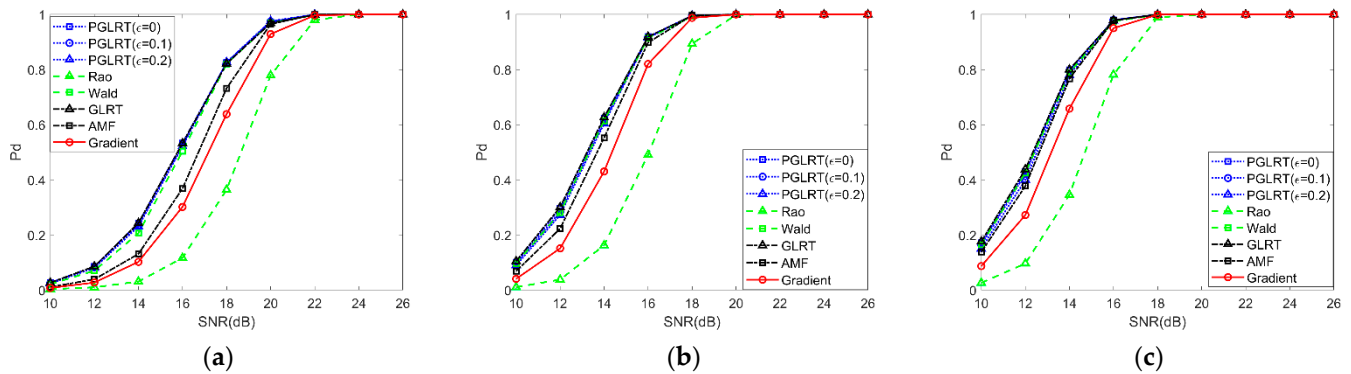 1
0.8
0.6
0.4
0.2
0
Pd
10 12 14 16 18 20 22 24 26
SNR(dB)
PGLRT(ϵ=0)
PGLRT(ϵ=0.1)
PGLRT(ϵ=0.2)
Rao
Wald
GLRT
AMF
Gradient
(a)
1
0.8
0.6
0.4
0.2
0
Pd
10 12 14 16 18 20 22 24 26
SNR(dB)
PGLRT(ϵ=0)
PGLRT(ϵ=0.1)
PGLRT(ϵ=0.2)
Rao
Wald
GLRT
AMF
Gradient
(b)
1
0.8
0.6
0.4
0.2
0
Pd
10 12 14 16 18 20 22 24 26
SNR(dB)
PGLRT(ϵ=0)
PGLRT(ϵ=0.1)
PGLRT(ϵ=0.2)
Rao
Wald
GLRT
AMF
Gradient
(c)